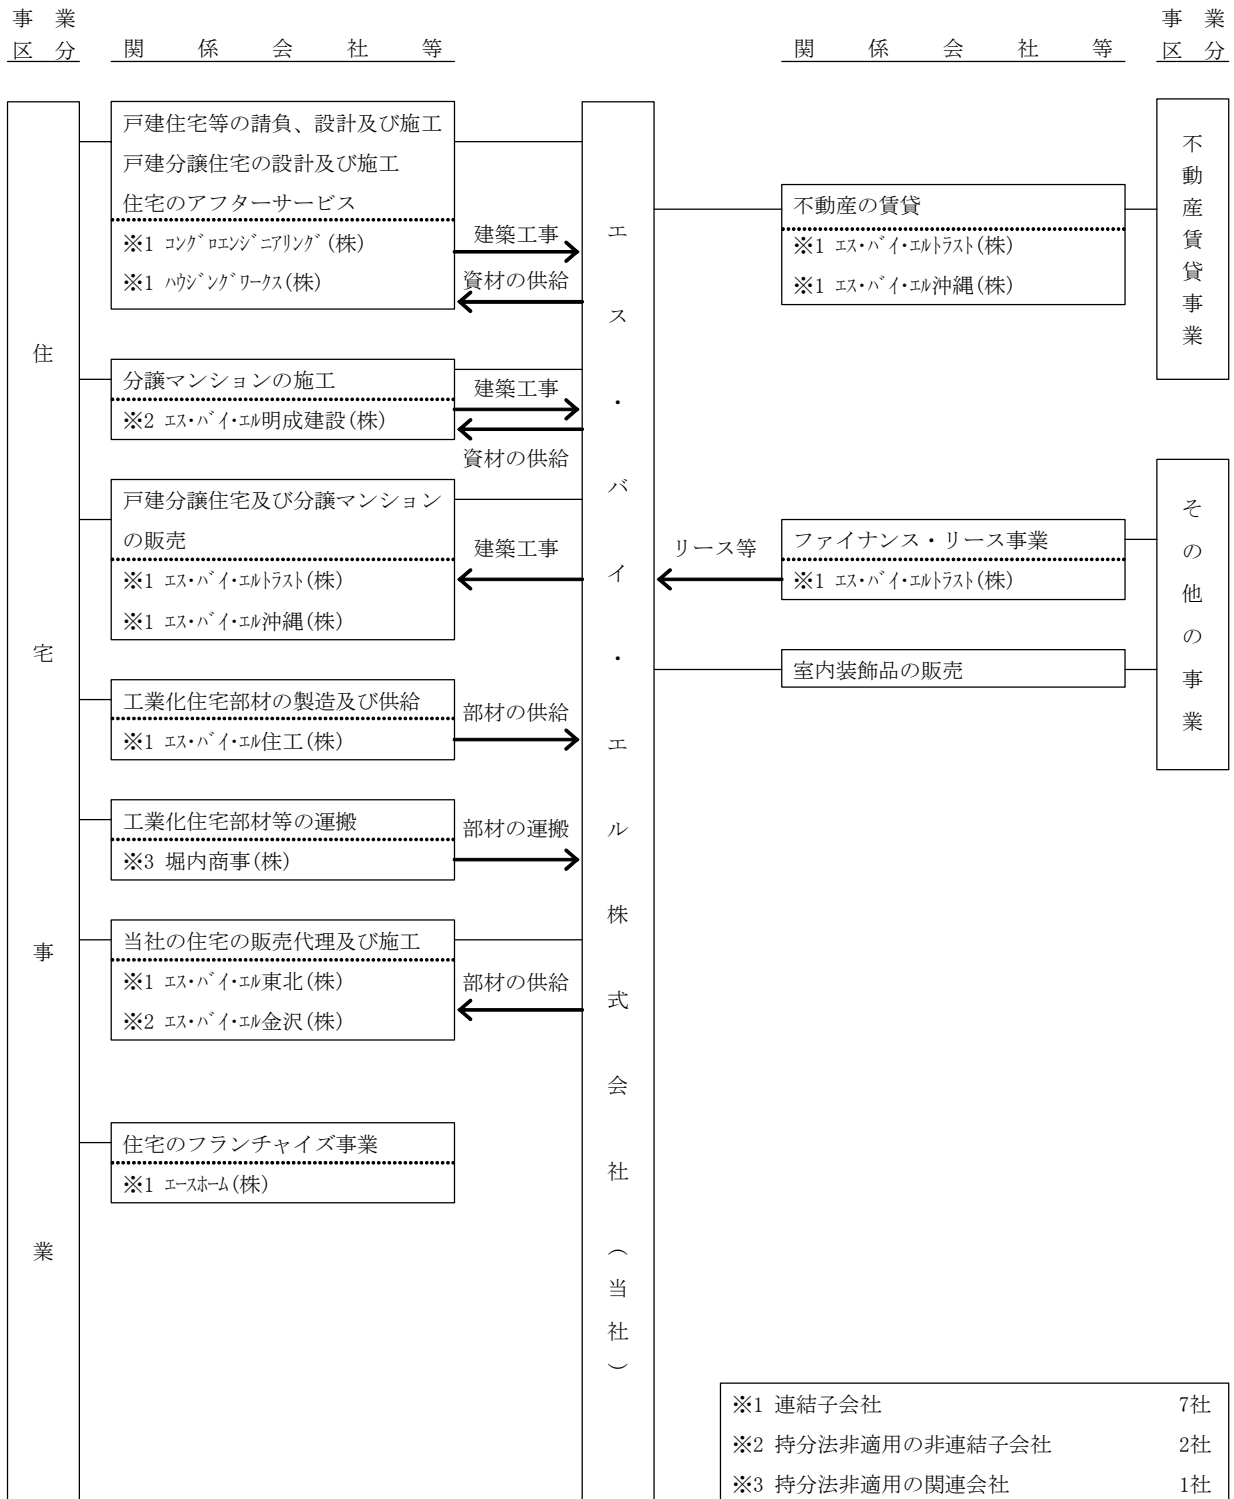 事業
区分
関係会社等
関係会社等
事業
区分
住宅事業
戸建住宅等の請負、設計及び施工
戸建分譲住宅の設計及び施工
住宅のアフターサービス
※1 ｺﾝｸﾞﾛｴﾝｼﾞﾆｱﾘﾝｸﾞ(株)
※1 ﾊｳｼﾞﾝｸﾞﾜｰｸｽ(株)
建築工事
資材の供給
分譲マンションの施工
※2 ｴｽ･ﾊﾞｲ･ｴﾙ明成建設(株)
建築工事
資材の供給
戸建分譲住宅及び分譲マンション
の販売
※1 ｴｽ･ﾊﾞｲ･ｴﾙﾄﾗｽﾄ(株)
※1 ｴｽ･ﾊﾞｲ･ｴﾙ沖縄(株)
建築工事
工業化住宅部材の製造及び供給
※1 ｴｽ･ﾊﾞｲ･ｴﾙ住工(株)
部材の供給
工業化住宅部材等の運搬
※3 堀内商事(株)
部材の運搬
当社の住宅の販売代理及び施工
※1 ｴｽ･ﾊﾞｲ･ｴﾙ東北(株)
※2 ｴｽ･ﾊﾞｲ･ｴﾙ金沢(株)
部材の供給
住宅のフランチャイズ事業
※1 ｴｰｽﾎｰﾑ(株)
エス・バイ・エル株式会社(当社)
不動産の賃貸
※1 ｴｽ･ﾊﾞｲ･ｴﾙﾄﾗｽﾄ(株)
※1 ｴｽ･ﾊﾞｲ･ｴﾙ沖縄(株)
不動産賃貸事業
リース等
ファイナンス・リース事業
※1 ｴｽ･ﾊﾞｲ･ｴﾙﾄﾗｽﾄ(株)
室内装飾品の販売
その他の事業
※1 連結子会社 7社
※2 持分法非適用の非連結子会社 2社
※3 持分法非適用の関連会社 1社